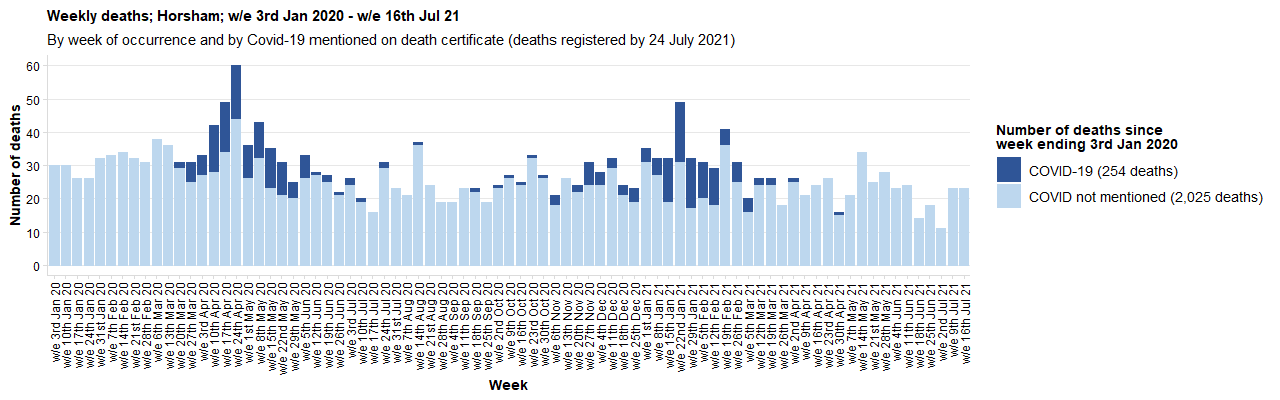 Weekly deaths; Horsham; w/e 3rd Jan 2020 - w/e 16th Jul 21
By week of occurrence and by Covid-19 mentioned on death certificate (deaths registered by 24 July 2021)
Number of deaths
60
50
40
30
20
10
0
w/e 3rd Jan 20
w/e 10th Jan 20
w/e 17th Jan 20
w/e 24th Jan 20
w/e 31st Jan 20
w/e 7th Feb 20
w/e 14th Feb 20
w/e 21st Feb 20
w/e 28th Feb 20
w/e 6th Mar 20
w/e 13th Mar 20
w/e 20th Mar 20
w/e 27th Mar 20
w/e 3rd Apr 20
w/e 10th Apr 20
w/e 17th Apr 20
w/e 24th Apr 20
w/e 1st May 20
w/e 8th May 20
w/e 15th May 20
w/e 22nd May 20
w/e 29th May 20
w/e 5th Jun 20
w/e 12th Jun 20
w/e 19th Jun 20
w/e 26th Jun 20
w/e 3rd Jul 20
w/e 10th Jul 20
w/e 17th Jul 20
w/e 24th Jul 20
w/e 31st Jul 20
w/e 7th Aug 20
w/e 14th Aug 20
w/e 21st Aug 20
w/e 28th Aug 20
w/e 4th Sep 20
w/e 11th Sep 20
w/e 18th Sep 20
w/e 25th Sep 20
w/e 2nd Oct 20
w/e 9th Oct 20
w/e 16th Oct 20
w/e 23rd Oct 20
w/e 30th Oct 20
w/e 6th Nov 20
w/e 13th Nov 20
w/e 20th Nov 20
w/e 27th Nov 20
w/e 4th Dec 20
w/e 11th Dec 20
w/e 18th Dec 20
w/e 25th Dec 20
w/e 1st Jan 21
w/e 8th Jan 21
w/e 15th Jan 21
w/e 22nd Jan 21
w/e 29th Jan 21
w/e 5th Feb 21
w/e 12th Feb 21
w/e 19th Feb 21
w/e 26th Feb 21
w/e 5th Mar 21
w/e 12th Mar 21
w/e 19th Mar 21
w/e 26th Mar 21
w/e 2nd Apr 21
w/e 9th Apr 21
w/e 16th Apr 21
w/e 23rd Apr 21
w/e 30th Apr 21
w/e 7th May 21
w/e 14th May 21
w/e 21st May 21
w/e 28th May 21
w/e 4th Jun 21
w/e 11th Jun 21
w/e 18th Jun 21
w/e 25th Jun 21
w/e 2nd Jul 21
w/e 9th Jul 21
w/e 16th Jul 21
Week
Number of deaths since
week ending 3rd Jan 2020
COVID-19 (254 deaths)
COVID not mentioned (2,025 deaths)